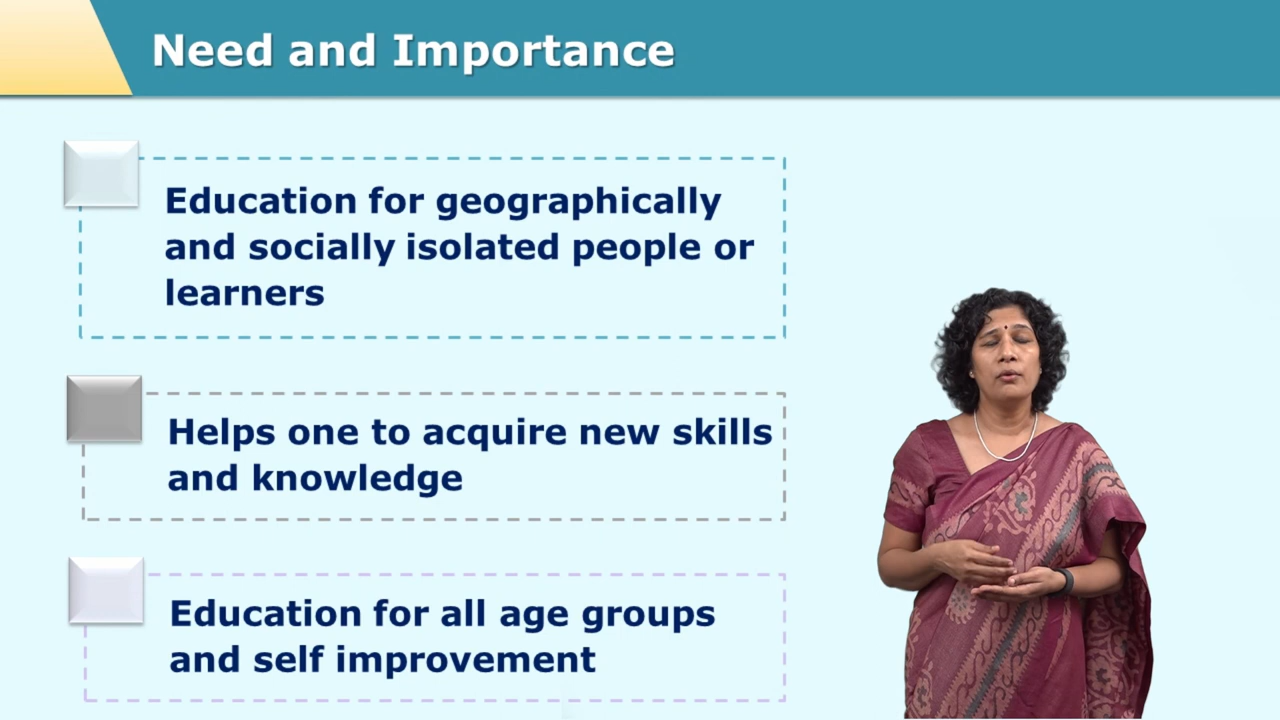 Need and Importance
Education for geographically
and socially isolated people or
learners
Helps one to acquire new skills
and knowledge
Education for all age groups
and self improvement